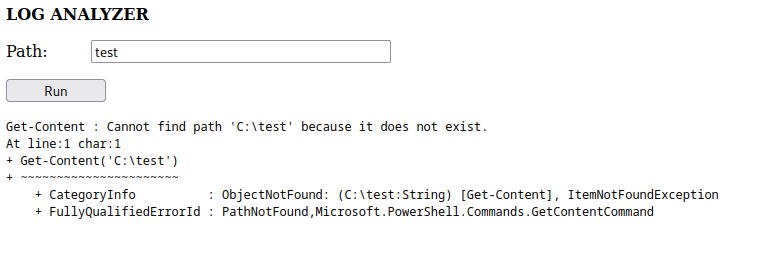 LOG ANALYZER
Path: test
Run
Get-Content : Cannot find path 'C:\test' because it does not exist.
At line:1 char:1
+ Get-Content('C:\test')
+ ~~~~~~~~~~~~~~~~~~~~~~
    + CategoryInfo          : ObjectNotFound: (C:\test:String) [Get-Content], ItemNotFoundException
    + FullyQualifiedErrorId : PathNotFound,Microsoft.PowerShell.Commands.GetContentCommand